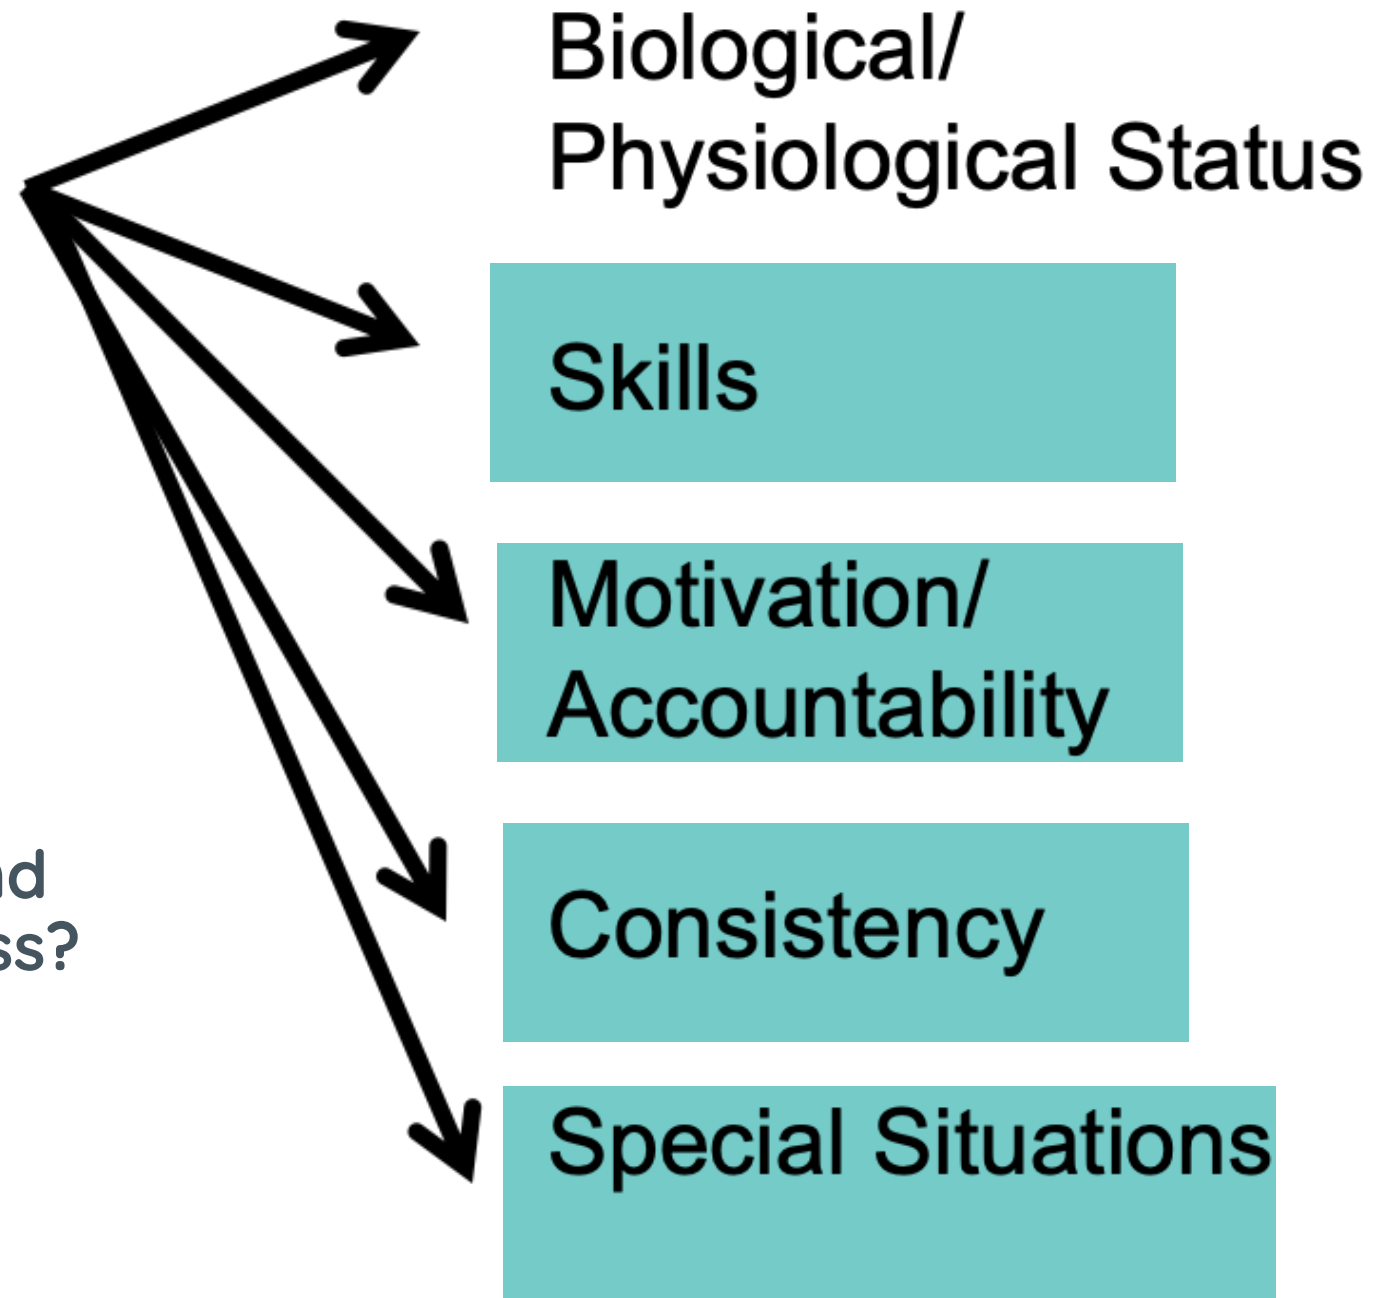 Biological/
Physiological Status
Skills
Motivation/
Accountability
Consistency
Special Situations